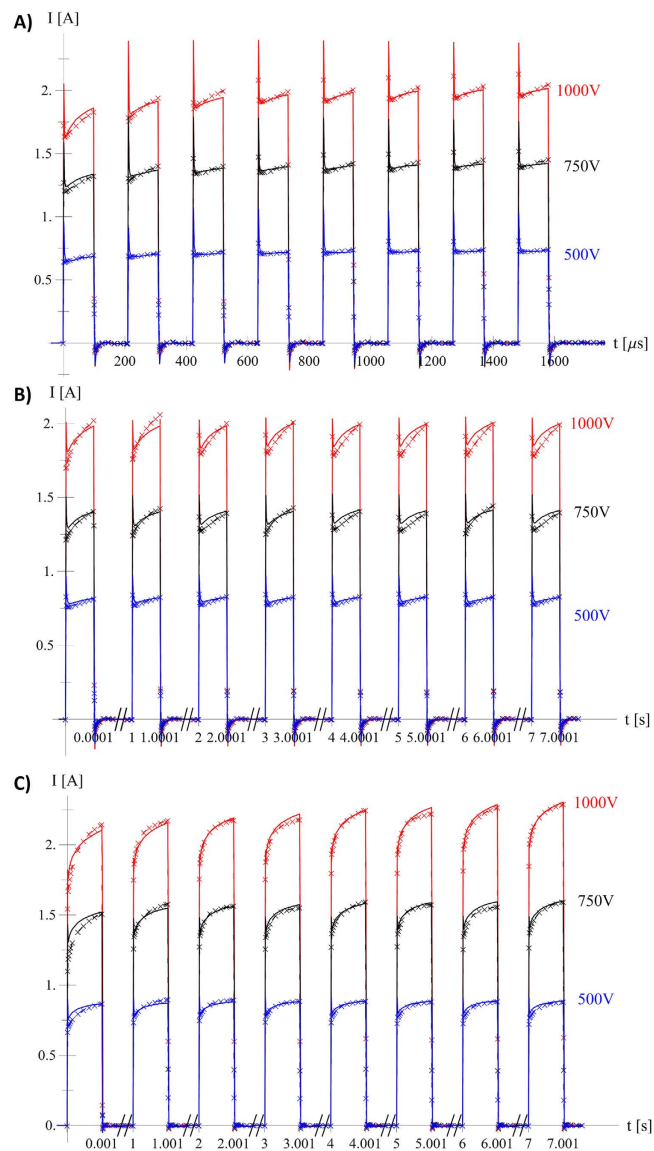 A)
I [A]
2.
1.5
1.
0.5
1000V
750V
500V
t [μs]
200 400 600 800 1000 1200 1400 1600
B)
I [A]
2.
1.5
1.
0.5
1000V
750V
500V
t [s]
0.0001 1 1.0001 2 2.0001 3 3.0001 4 4.0001 5 5.0001 6 6.0001 7 7.0001
C)
I [A]
2.
1.5
1.
0.5
0.
1000V
750V
500V
t [s]
0.001 1 1.001 2 2.001 3 3.001 4 4.001 5 5.001 6 6.001 7 7.001